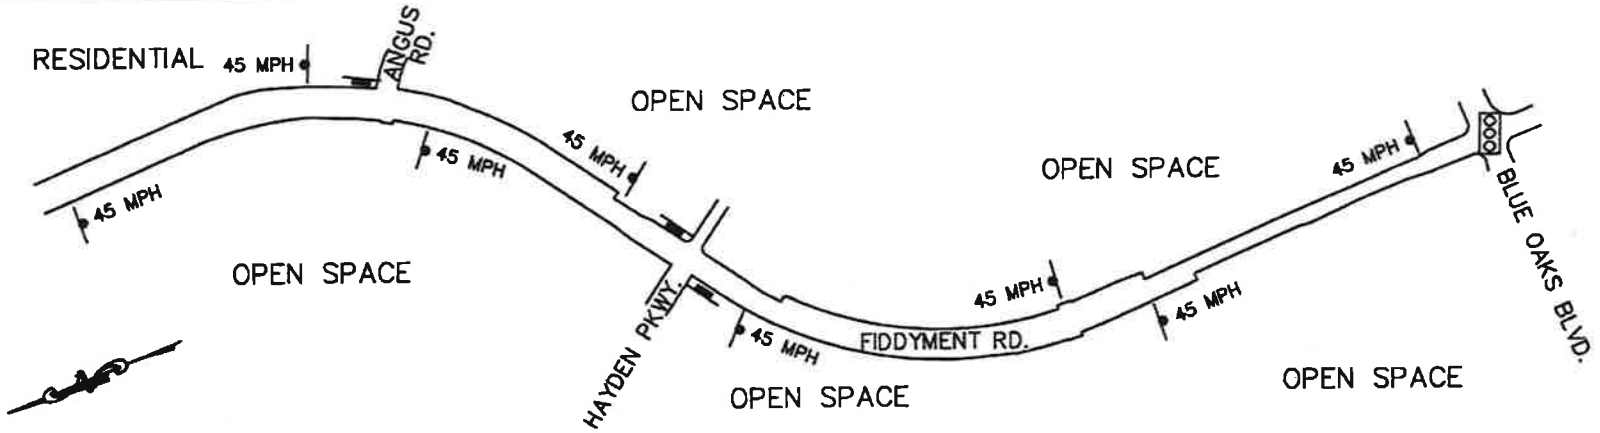 RESIDENTIAL
45 MPH
ANGUS
RD.
OPEN SPACE
45 MPH
45 MPH
45 MPH
OPEN SPACE
45 MPH
OPEN SPACE
45 MPH
45 MPH
45 MPH
FIDDYMENT RD.
HAYDEN PKWY.
45 MPH
OPEN SPACE
OPEN SPACE
BLUE OAKS BLVD.